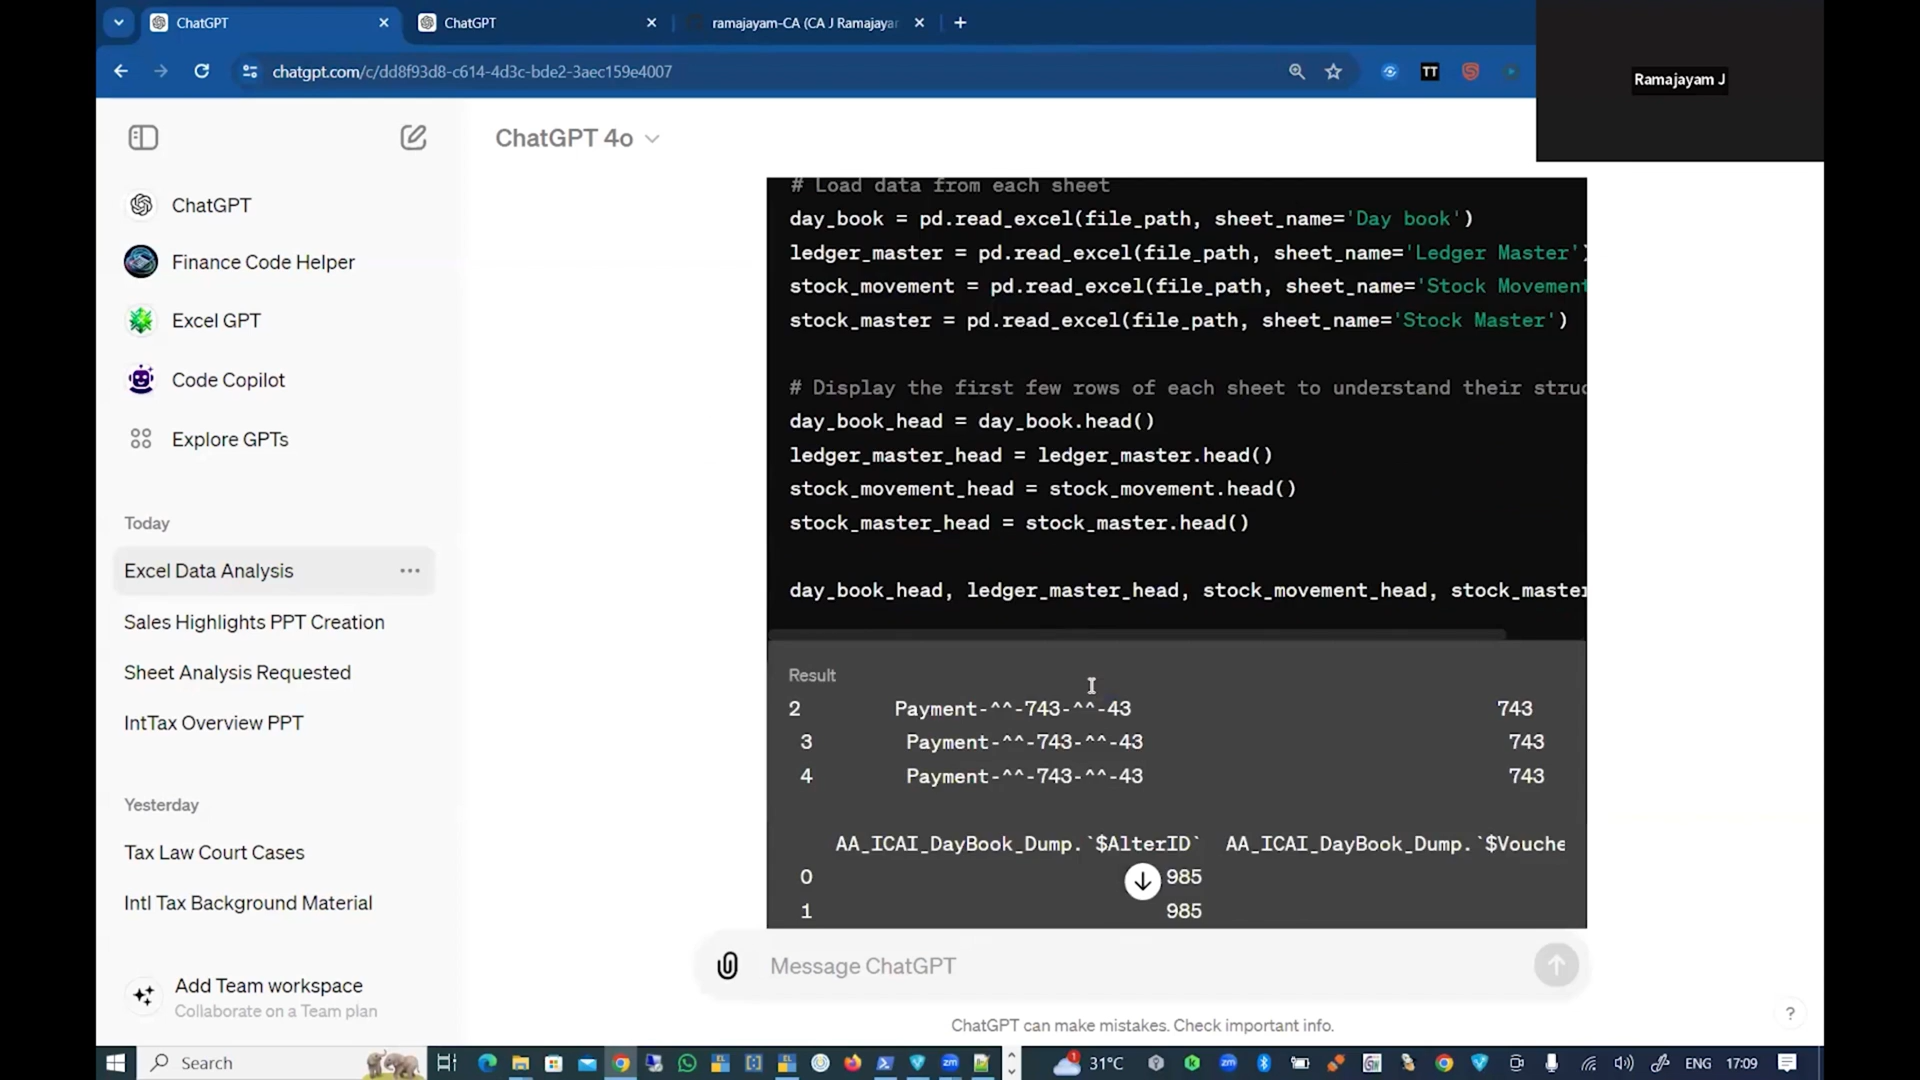 ChatGPT
ChatGPT
ramajayam-CA (CA J Ramajayar
chatgpt.com/c/dd8f93d8-c614-4d3c-bde2-3aec159e4007
TT
Ramajayam J
ChatGPT 4o
ChatGPT
Finance Code Helper
Excel GPT
Code Copilot
Explore GPTs
Today
Excel Data Analysis
Sales Highlights PPT Creation
Sheet Analysis Requested
IntTax Overview PPT
Yesterday
Tax Law Court Cases
Intl Tax Background Material
Add Team workspace
Collaborate on a Team plan
# Load data from each sheet
day_book = pd.read_excel(file_path, sheet_name='Day book')
ledger_master = pd.read_excel(file_path, sheet_name='Ledger Master')
stock_movement = pd.read_excel(file_path, sheet_name='Stock Movement
stock_master = pd.read_excel(file_path, sheet_name='Stock Master')
# Display the first few rows of each sheet to understand their struc
day_book_head = day_book.head()
ledger_master_head = ledger_master.head()
stock_movement_head = stock_movement.head()
stock_master_head = stock_master.head()
day_book_head, ledger_master_head, stock_movement_head, stock_master
Result
2 Payment-^^-743-^^-43 743
3 Payment-^^-743-^^-43 743
4 Payment-^^-743-^^-43 743
AA_ICAI_DayBook_Dump.`$AlterID` AA_ICAI_DayBook_Dump.`$Vouche
0 985
1 985
Message ChatGPT
ChatGPT can make mistakes. Check important info.
?
Search
1
31°C
ENG
17:09